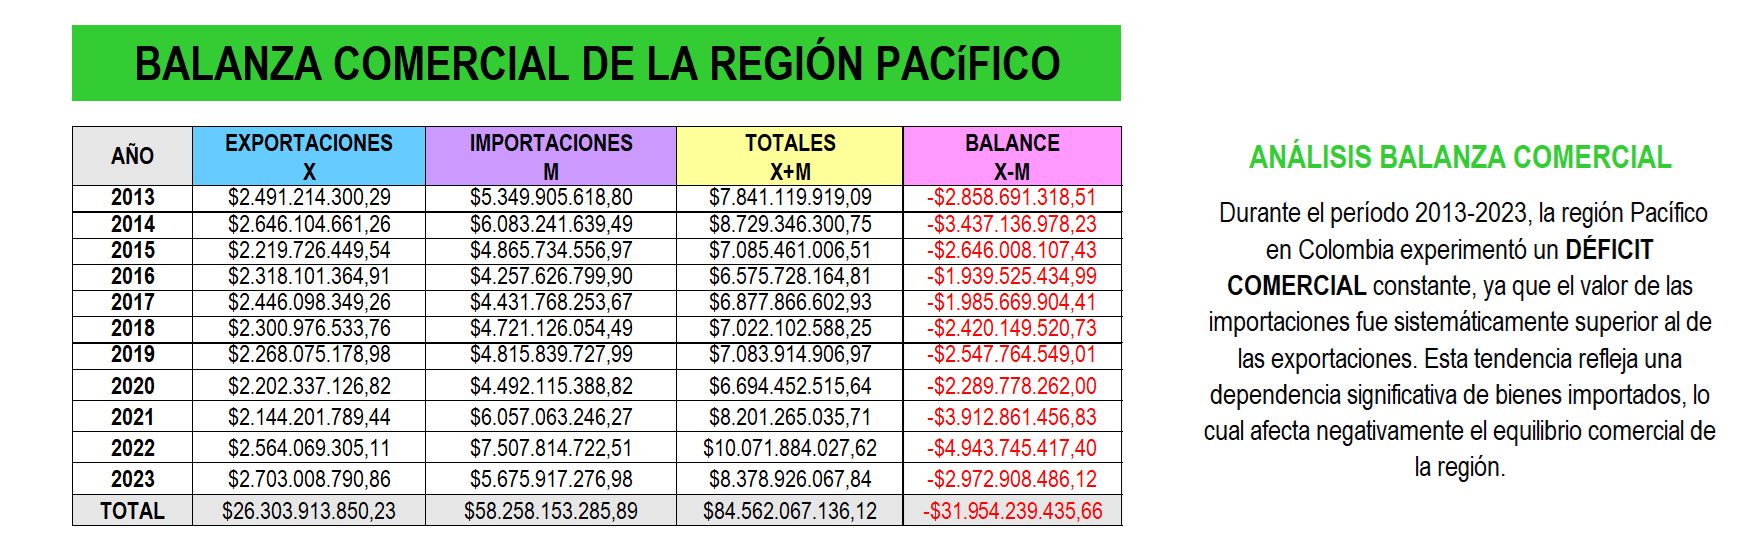 BALANZA COMERCIAL DE LA REGIÓN PACíFICO
AÑO EXPORTACIONES X IMPORTACIONES M TOTALES X+M BALANCE X-M
2013 $2.491.214.300,29 $5.349.905.618,80 $7.841.119.919,09 -$2.858.691.318,51
2014 $2.646.104.661,26 $6.083.241.639,49 $8.729.346.300,75 -$3.437.136.978,23
2015 $2.219.726.449,54 $4.865.734.556,97 $7.085.461.006,51 -$2.646.008.107,43
2016 $2.318.101.364,91 $4.257.626.799,90 $6.575.728.164,81 -$1.939.525.434,99
2017 $2.446.098.349,26 $4.431.768.253,67 $6.877.866.602,93 -$1.985.669.904,41
2018 $2.300.976.533,76 $4.721.126.054,49 $7.022.102.588,25 -$2.420.149.520,73
2019 $2.268.075.178,98 $4.815.839.727,99 $7.083.914.906,97 -$2.547.764.549,01
2020 $2.202.337.126,82 $4.492.115.388,82 $6.694.452.515,64 -$2.289.778.262,00
2021 $2.144.201.789,44 $6.057.063.246,27 $8.201.265.035,71 -$3.912.861.456,83
2022 $2.564.069.305,11 $7.507.814.722,51 $10.071.884.027,62 -$4.943.745.417,40
2023 $2.703.008.790,86 $5.675.917.276,98 $8.378.926.067,84 -$2.972.908.486,12
TOTAL $26.303.913.850,23 $58.258.153.285,89 $84.562.067.136,12 -$31.954.239.435,66
ANÁLISIS BALANZA COMERCIAL
Durante el período 2013-2023, la región Pacífico
en Colombia experimentó un DÉFICIT
COMERCIAL constante, ya que el valor de las
importaciones fue sistemáticamente superior al de
las exportaciones. Esta tendencia refleja una
dependencia significativa de bienes importados, lo
cual afecta negativamente el equilibrio comercial de
la región.